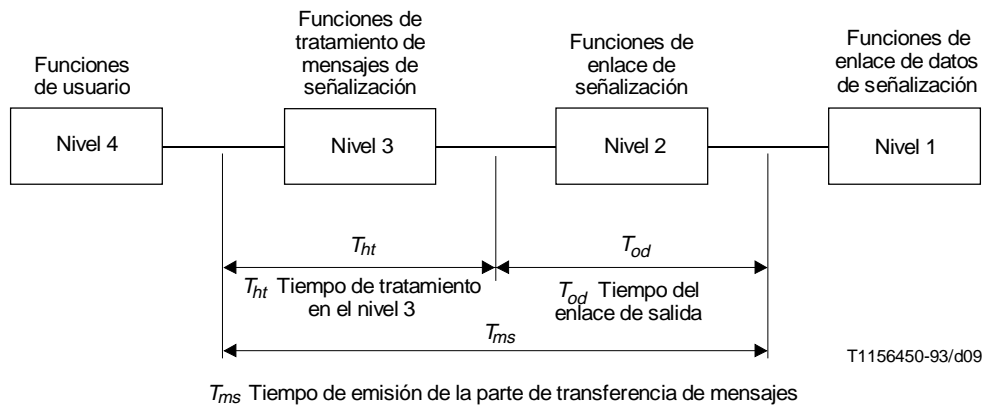 Funciones
de usuario
Funciones de
tratamiento de
mensajes de
señalización
Funciones de
enlace de
señalización
Funciones de
enlace de datos
de señalización
Nivel 4
Nivel 3
Nivel 2
Nivel 1
Tht
Tod
Tht Tiempo de tratamiento
en el nivel 3
Tod Tiempo del
enlace de salida
Tms
T1156450-93/d09
Tms Tiempo de emisión de la parte de transferencia de mensajes